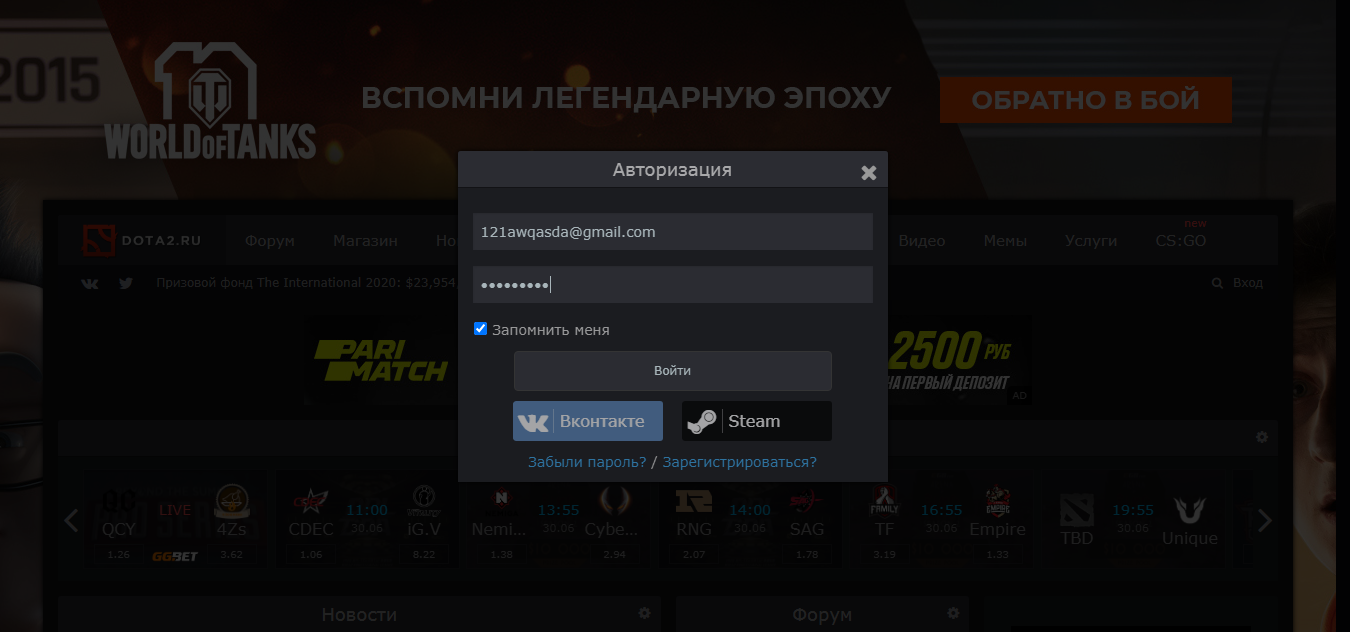 2015
10
WORLD OF TANKS
ВСПОМНИ ЛЕГЕНДАРНУЮ ЭПОХУ
ОБРАТНО В БОЙ
Авторизация
121awqasda@gmail.com
•••••••••
Запомнить меня
Войти
Вконтакте
Steam
Забыли пароль? / Зарегистрироваться?
DOTA2.RU
Форум
Магазин
Но
Видео
Мемы
Услуги
new
CS:GO
Призовой фонд The International 2020: $23,954
Вход
PARI
MATCH
2500 РУБ
НА ПЕРВЫЙ ДЕПОЗИТ
AD
QCY LIVE 4Zs
1.26 GGBET 3.62
CDEC 11:00 30.06 iG.V
1.06 8.22
Nemi... 13:55 30.06 Cybe...
1.38 2.94
RNG 14:00 30.06 SAG
2.07 1.78
FAMILY
TF 16:55 30.06 Empire
3.19 1.33
TBD 19:55 30.06 Unique
Новости
Форум